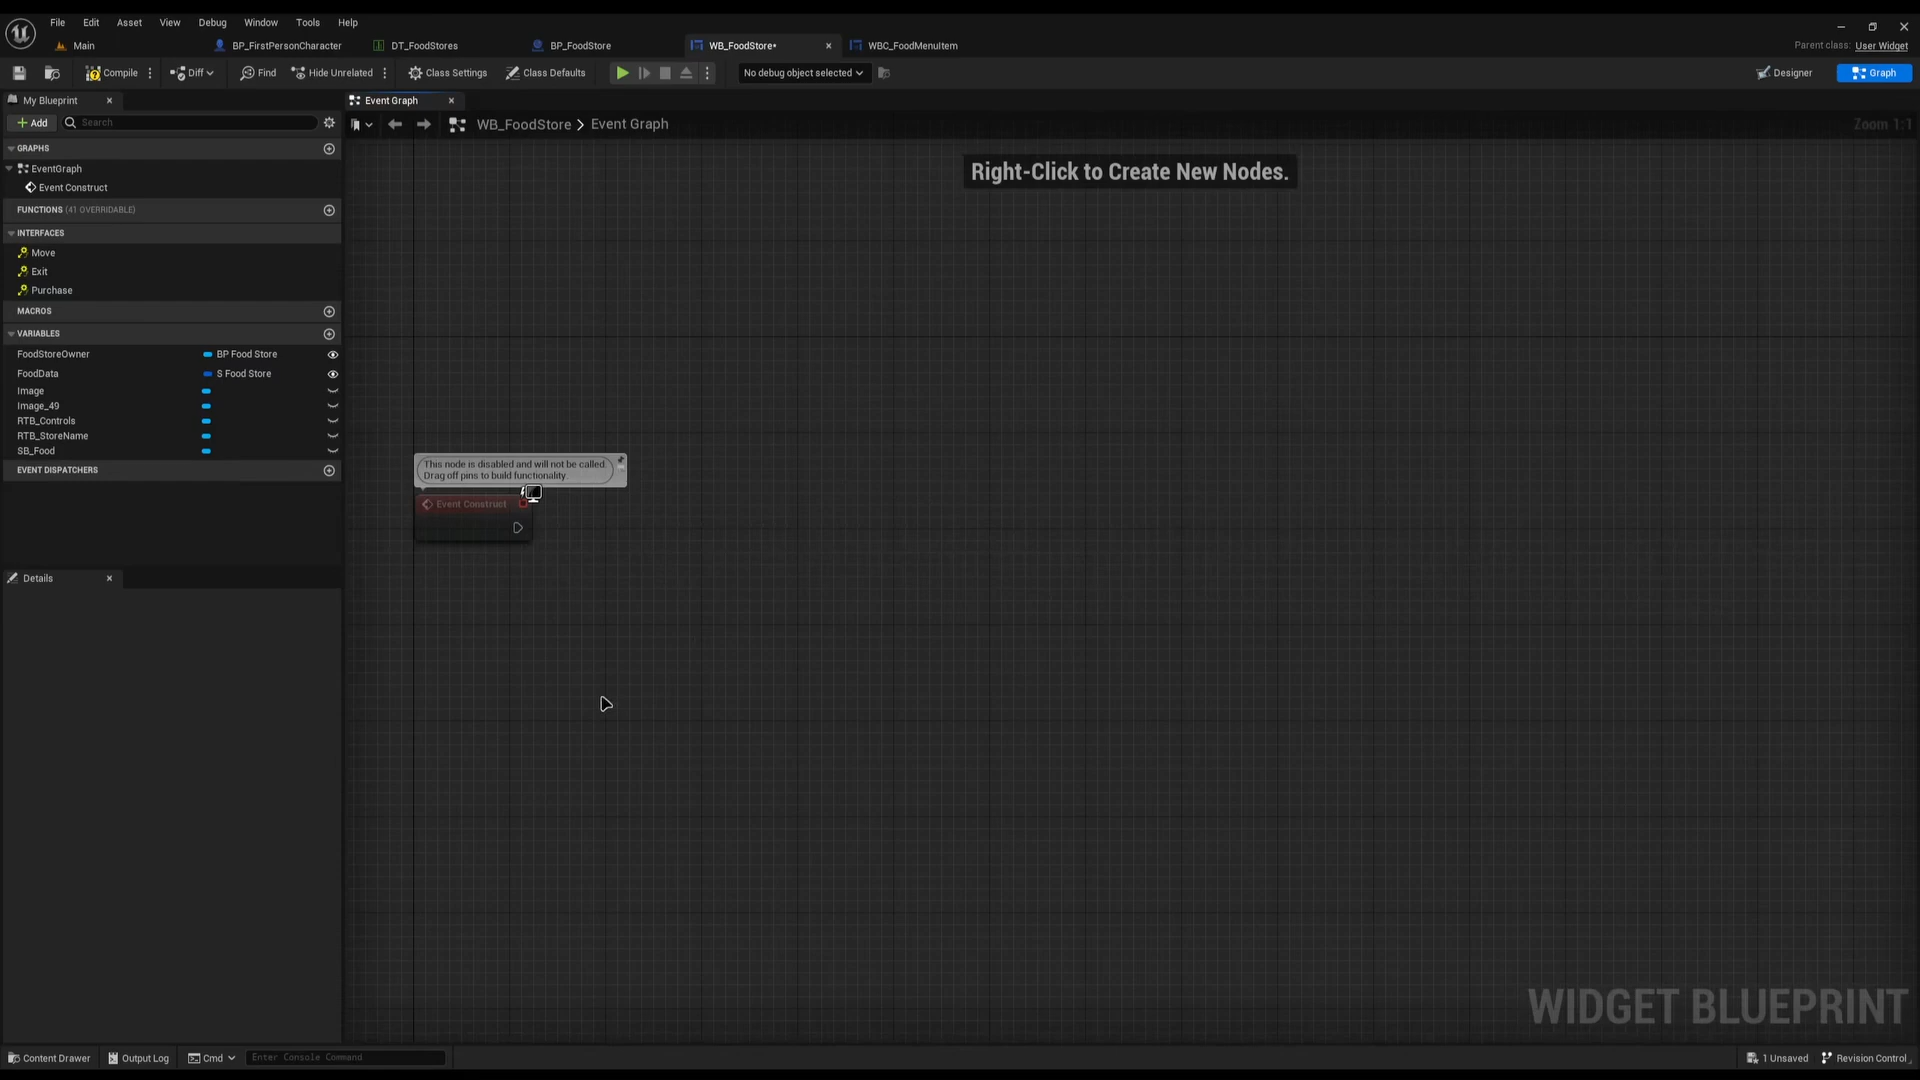 File Edit Asset View Debug Window Tools Help
Main BP_FirstPersonCharacter DT_FoodStores BP_FoodStore WB_FoodStore* WBC_FoodMenuItem Parent class: User Widget
Compile Diff Find Hide Unrelated Class Settings Class Defaults No debug object selected Designer Graph
My Blueprint Event Graph
+ Add Search WB_FoodStore > Event Graph Zoom 1:1
GRAPHS
EventGraph
Event Construct
FUNCTIONS (41 OVERRIDABLE)
INTERFACES
Move
Exit
Purchase
MACROS
VARIABLES
FoodStoreOwner BP Food Store
FoodData S Food Store
Image
Image_49
RTB_Controls
RTB_StoreName
SB_Food
EVENT DISPATCHERS
Details
Right-Click to Create New Nodes.
This node is disabled and will not be called.
Drag off pins to build functionality.
Event Construct
WIDGET BLUEPRINT
Content Drawer Output Log Cmd Enter Console Command 1 Unsaved Revision Control